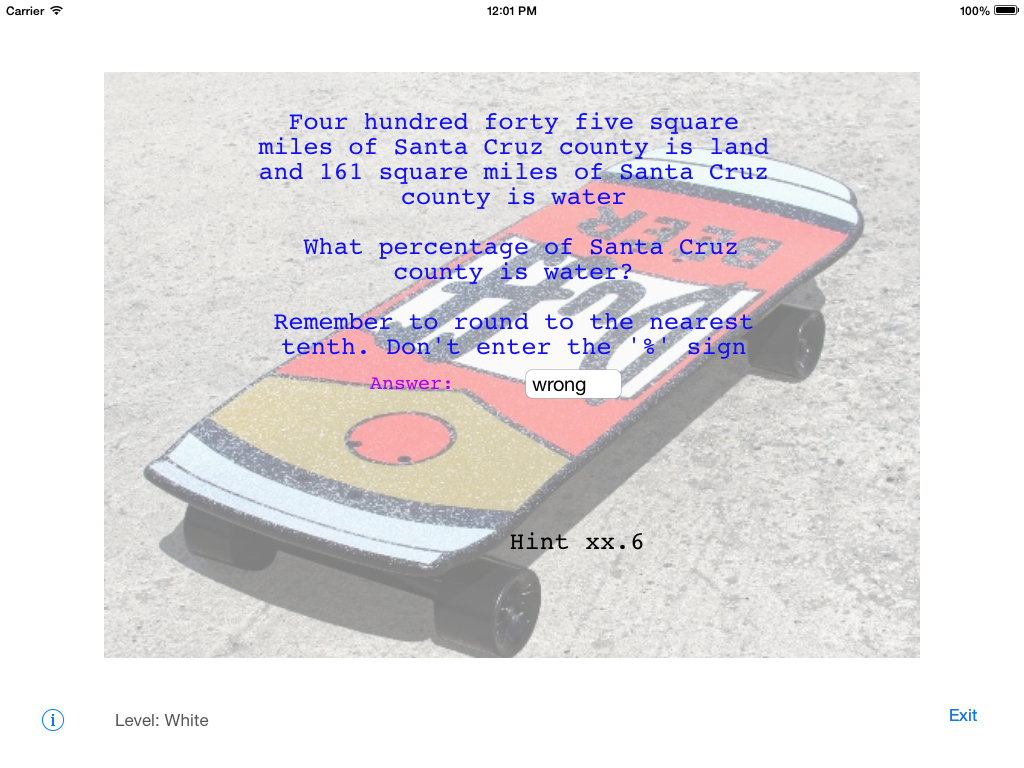 Carrier 12:01 PM 100%
Four hundred forty five square
miles of Santa Cruz county is land
and 161 square miles of Santa Cruz
county is water
What percentage of Santa Cruz
county is water?
Remember to round to the nearest
tenth. Don't enter the '%' sign
Answer: wrong
BEER
Duff
Hint xx.6
i Level: White Exit